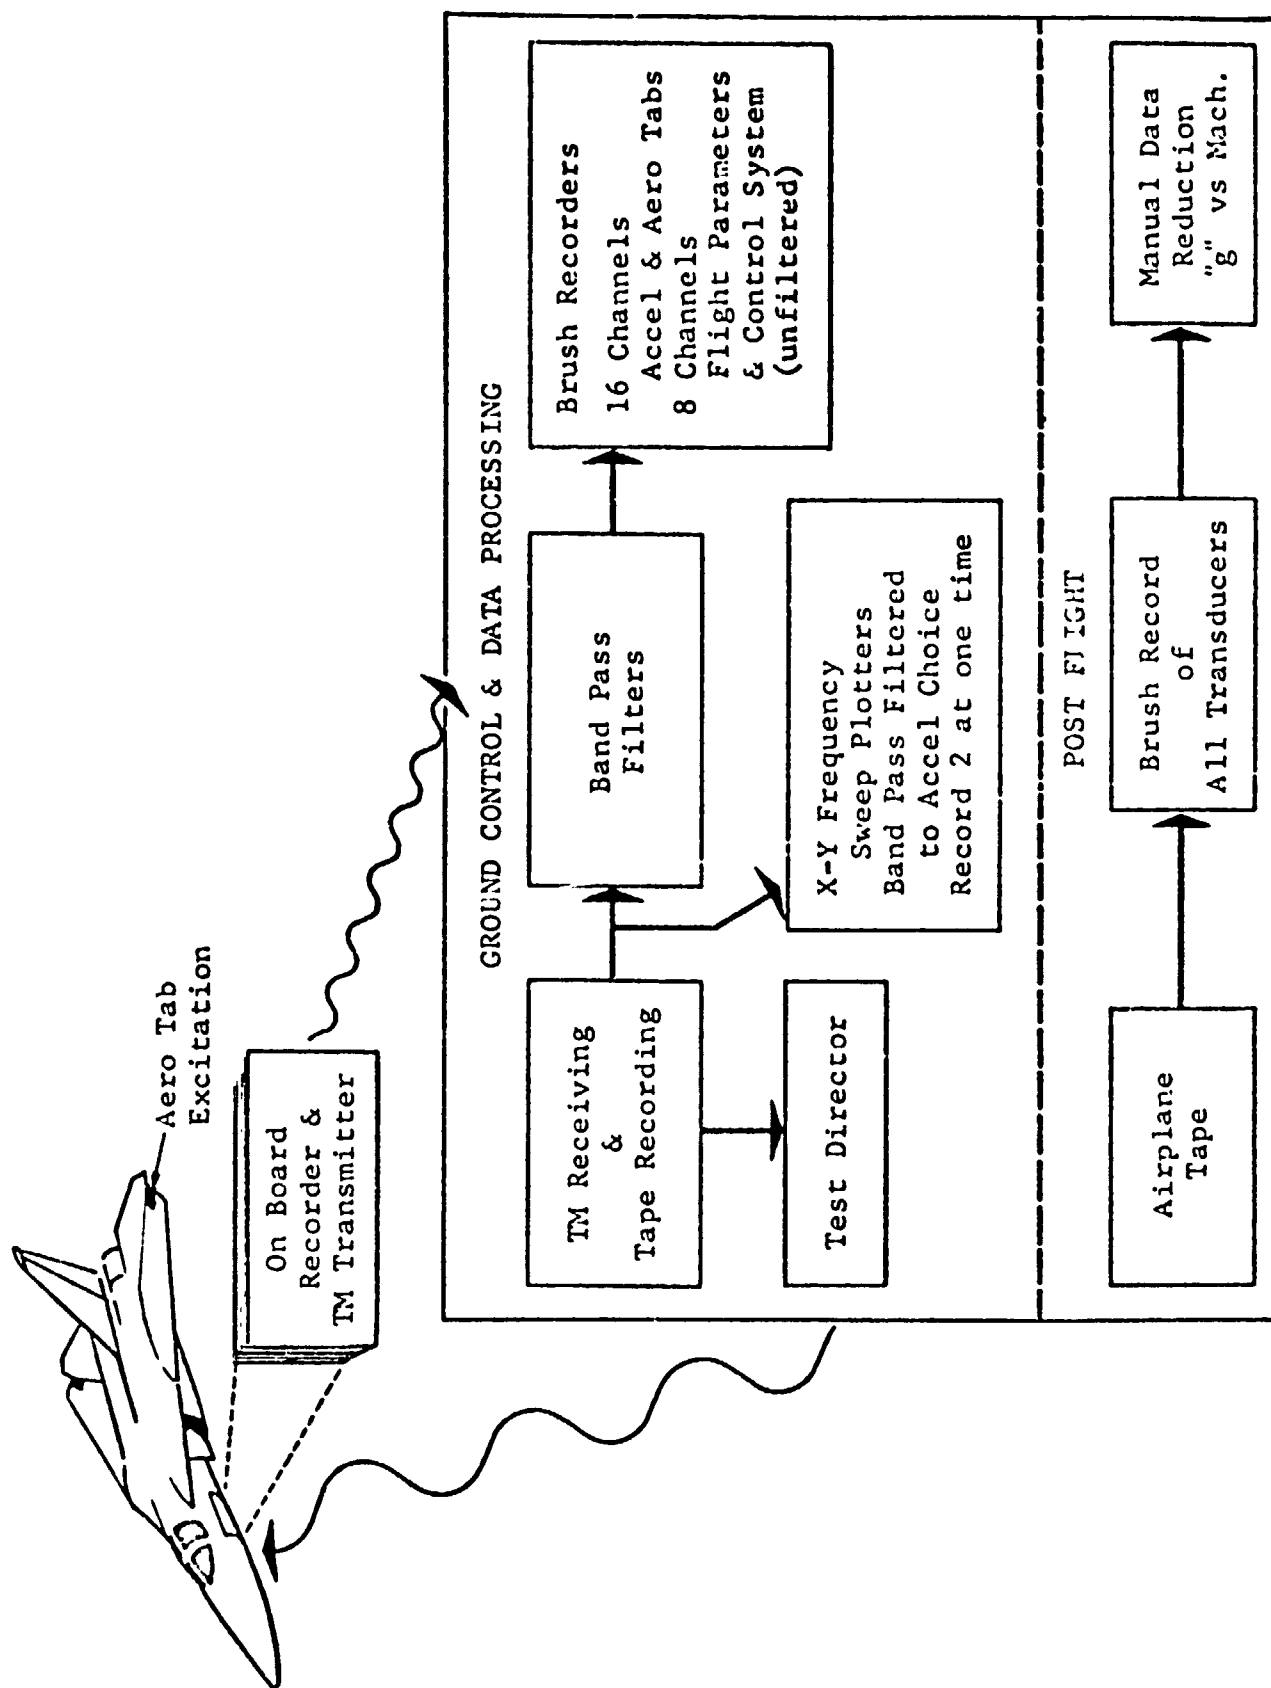 Aero Tab
Excitation
On Board
Recorder &
TM Transmitter
GROUND CONTROL & DATA PROCESSING
TM Receiving
&
Tape Recording
Band Pass
Filters
Brush Recorders
16 Channels
Accel & Aero Tabs
8 Channels
Flight Parameters
& Control System
(unfiltered)
Test Director
X-Y Frequency
Sweep Plotters
Band Pass Filtered
to Accel Choice
Record 2 at one time
POST FLIGHT
Airplane
Tape
Brush Record
of
All Transducers
Manual Data
Reduction
"g" vs Mach.